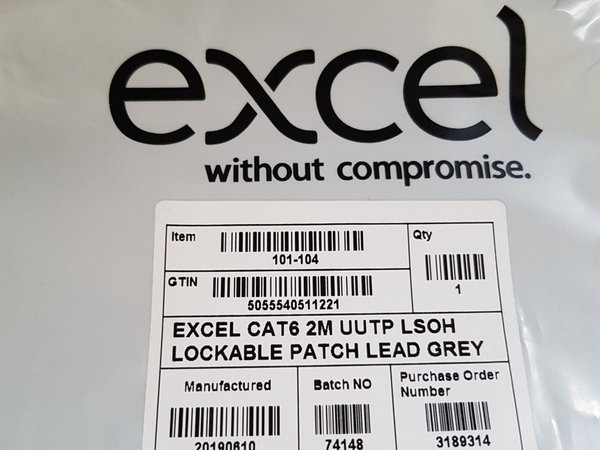 excel
without compromise.
Item
101-104
Qty
1
GTIN
5055540511221
EXCEL CAT6 2M UUTP LSOH
LOCKABLE PATCH LEAD GREY
Manufactured
20190610
Batch NO
74148
Purchase Order
Number
3189314